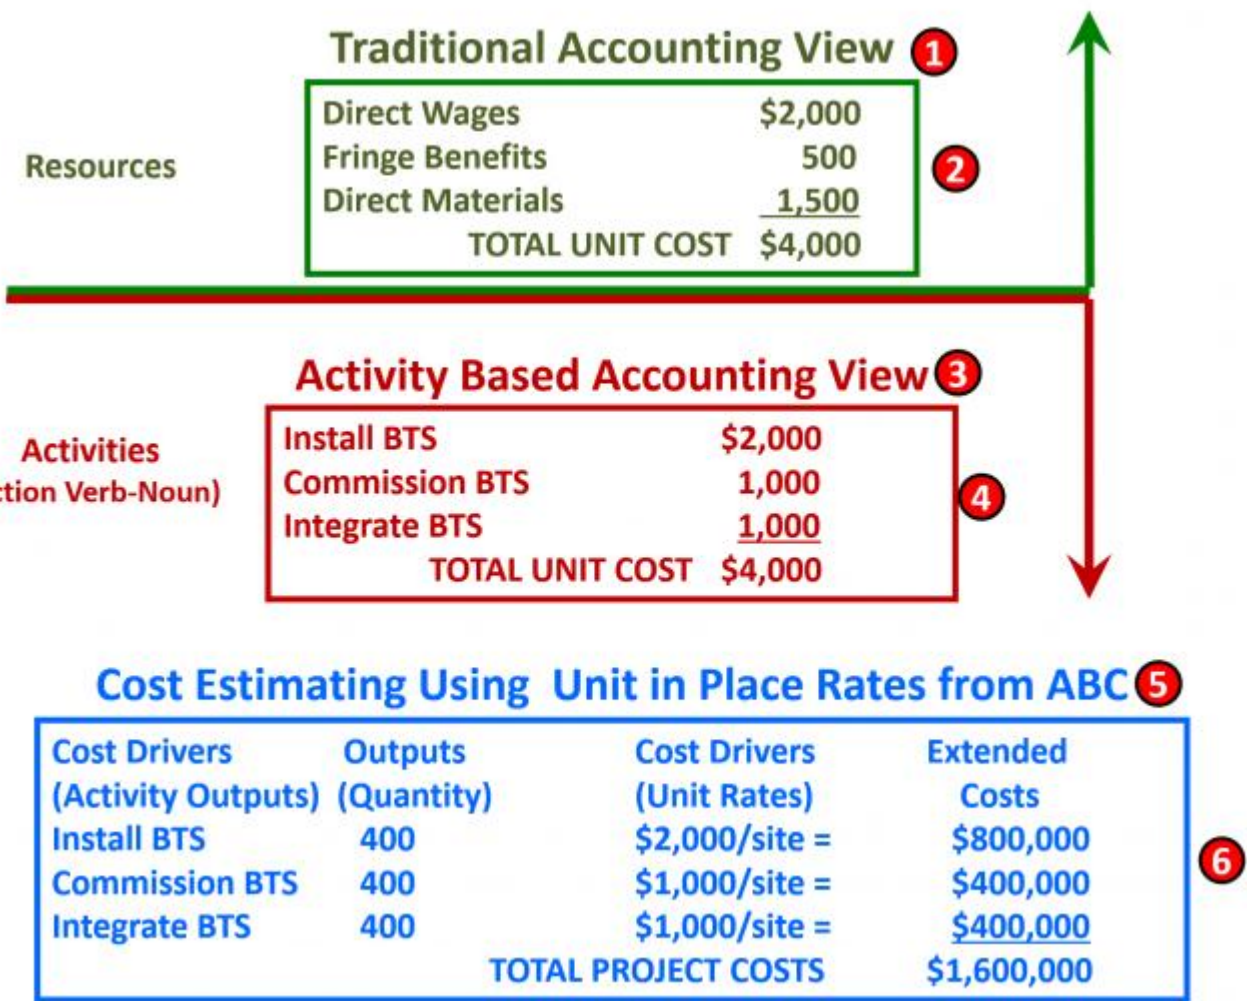 Traditional Accounting View 1
Direct Wages $2,000
Resources Fringe Benefits 500 2
Direct Materials 1,500
TOTAL UNIT COST $4,000
Activity Based Accounting View 3
Install BTS $2,000
Activities
Commission BTS 1,000 4
ction Verb-Noun)
Integrate BTS 1,000
TOTAL UNIT COST $4,000
Cost Estimating Using Unit in Place Rates from ABC 5
Cost Drivers Outputs Cost Drivers Extended
(Activity Outputs) (Quantity) (Unit Rates) Costs
Install BTS 400 $2,000/site = $800,000
Commission BTS 400 $1,000/site = $400,000 6
Integrate BTS 400 $1,000/site = $400,000
TOTAL PROJECT COSTS $1,600,000